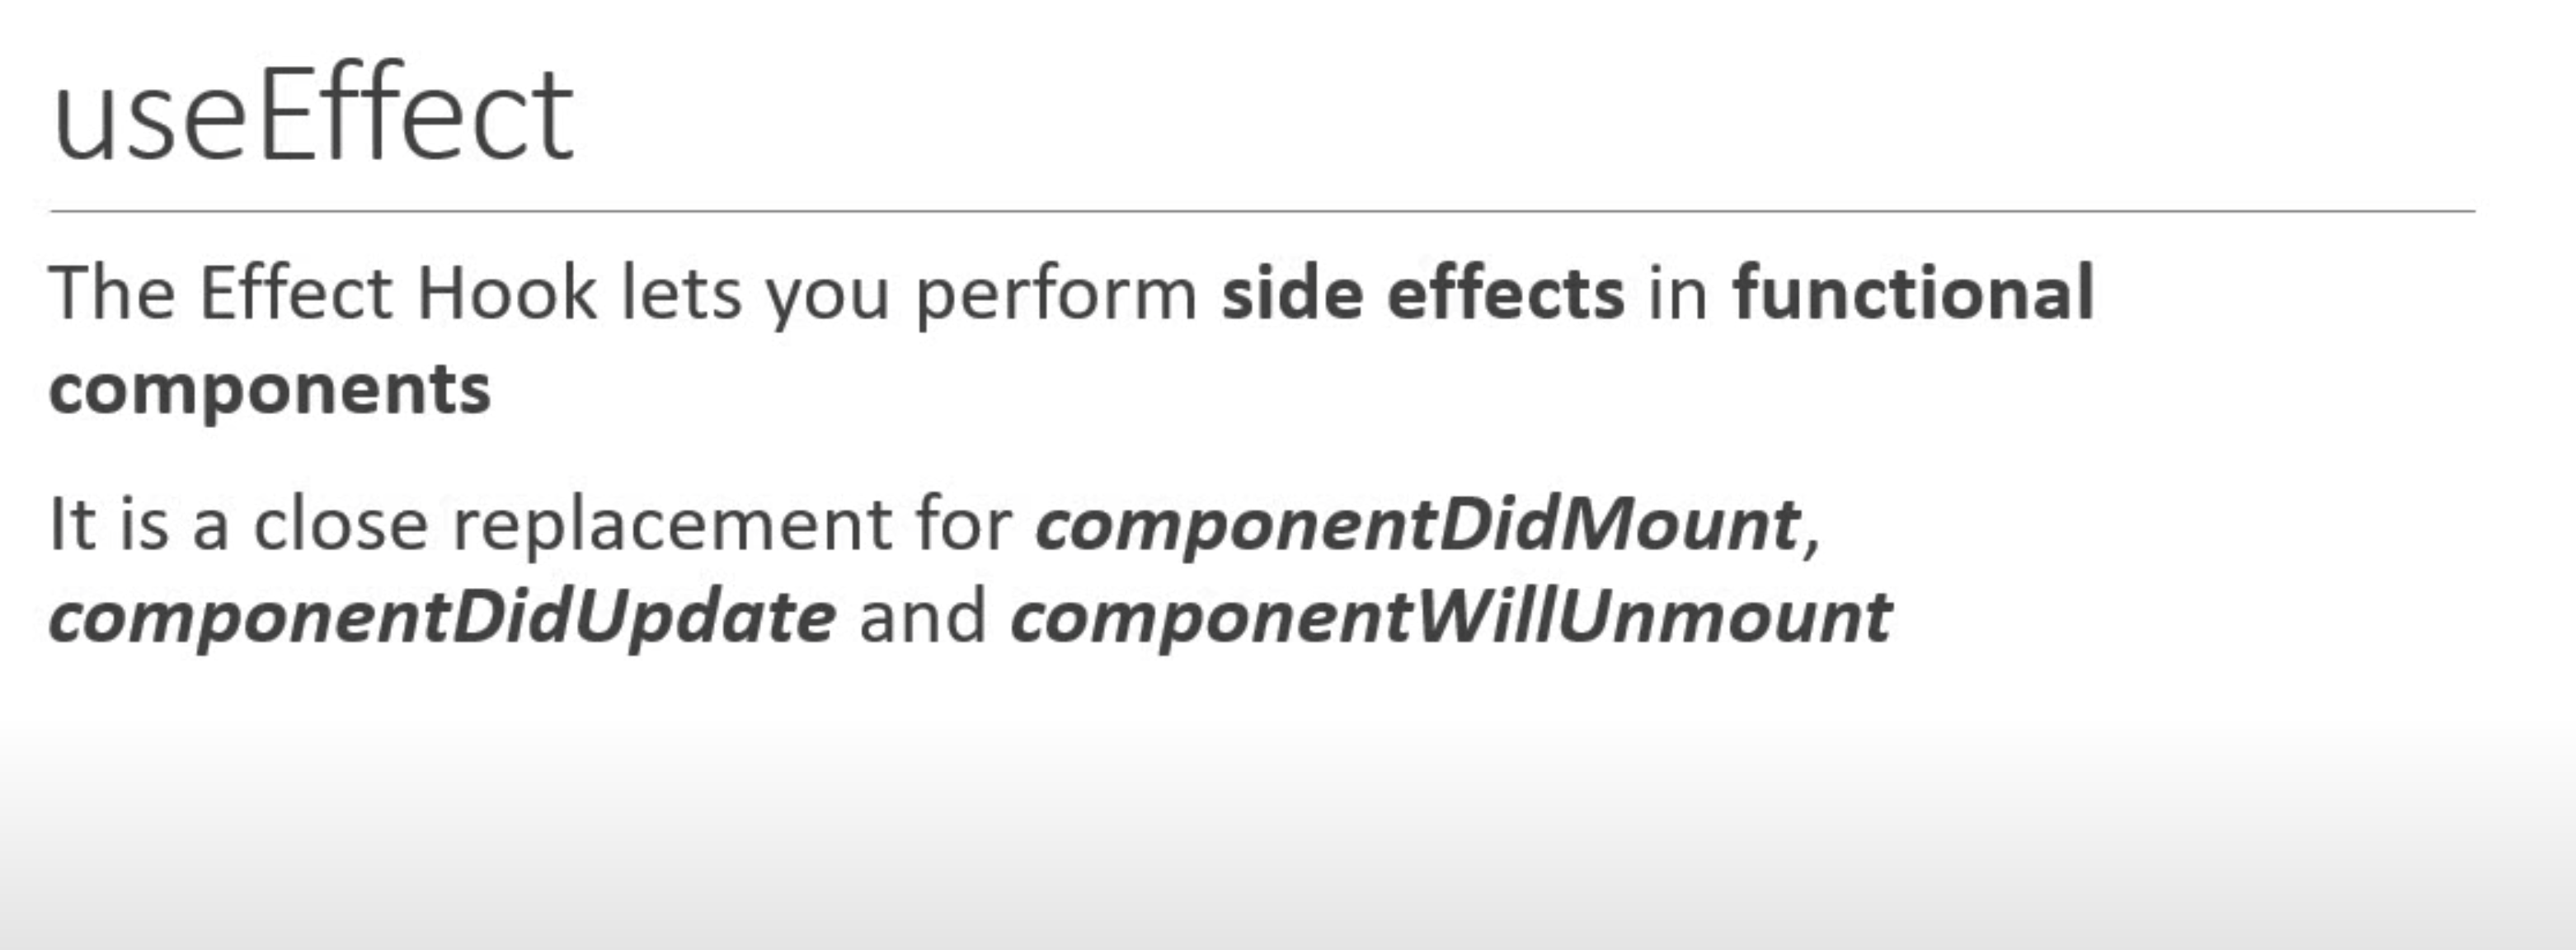 useEffect
The Effect Hook lets you perform side effects in functional
components
It is a close replacement for componentDidMount,
componentDidUpdate and componentWillUnmount